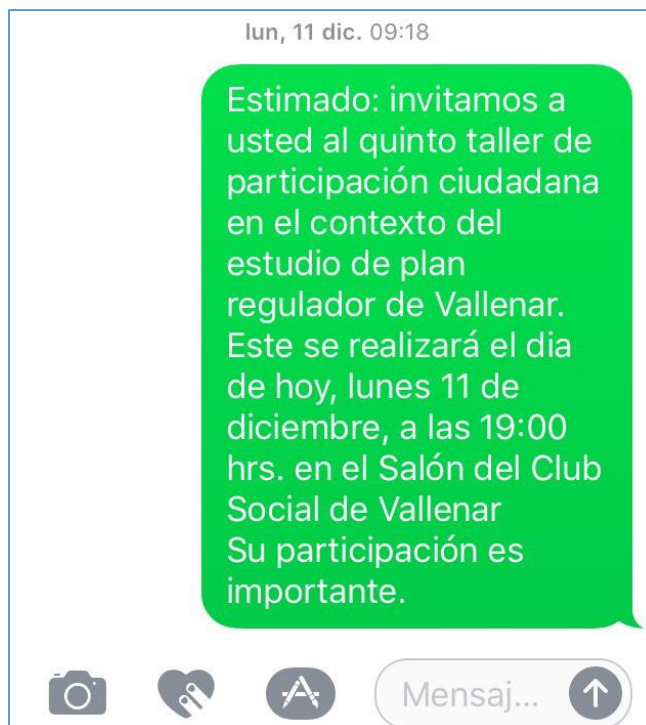 lun, 11 dic. 09:18
Estimado: invitamos a
usted al quinto taller de
participación ciudadana
en el contexto del
estudio de plan
regulador de Vallenar.
Este se realizará el dia
de hoy, lunes 11 de
diciembre, a las 19:00
hrs. en el Salón del Club
Social de Vallenar
Su participación es
importante.
Mensaj...